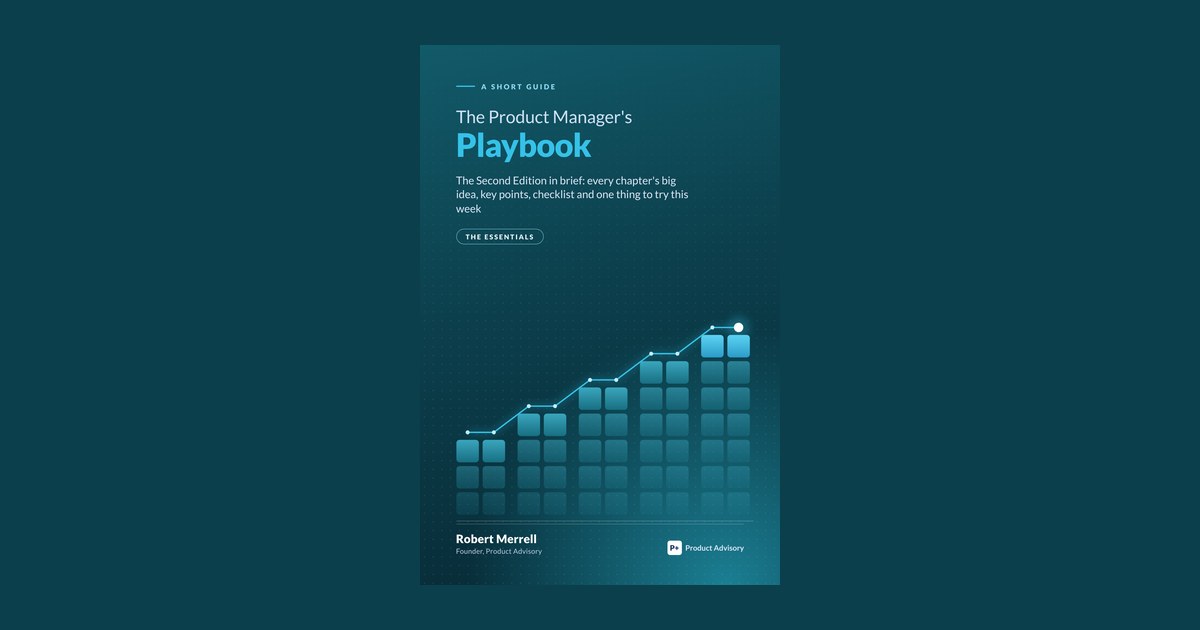 A SHORT GUIDE
The Product Manager's
Playbook
The Second Edition in brief: every chapter's big
idea, key points, checklist and one thing to try this
week
THE ESSENTIALS
Robert Merrell
Founder, Product Advisory
P+ Product Advisory